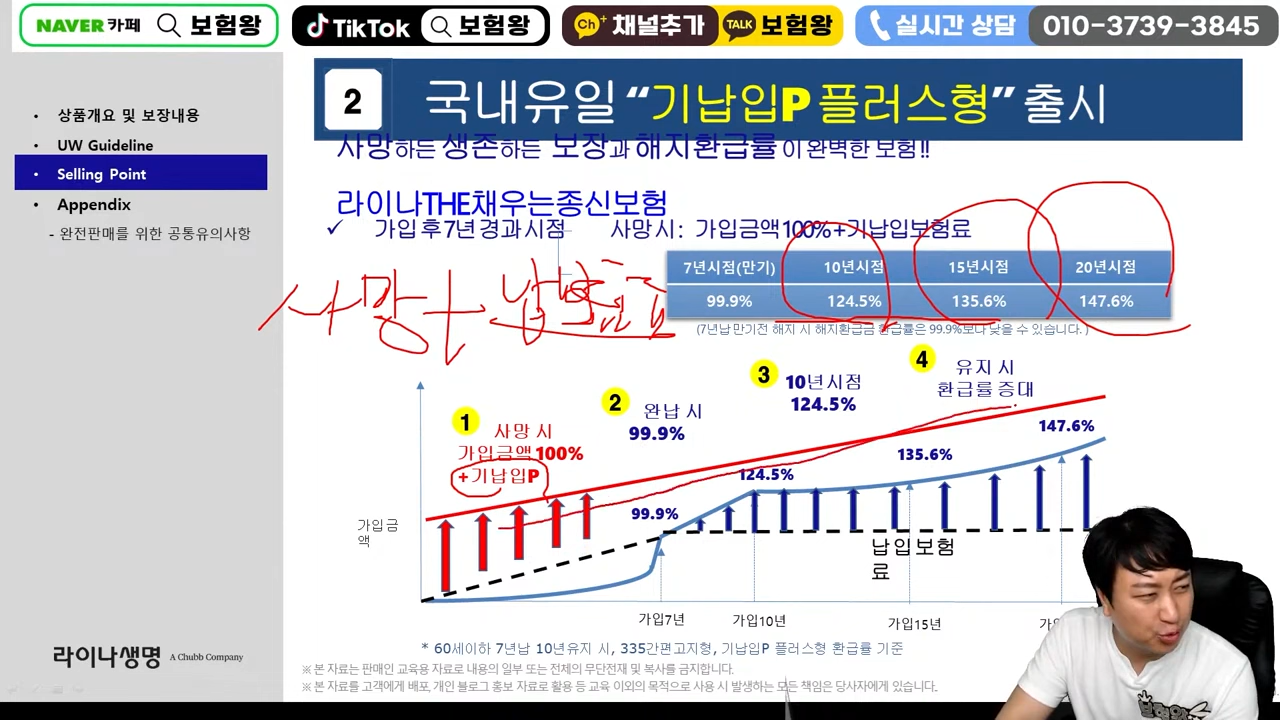 NAVER 카페 보험왕
TikTok 보험왕
Ch+ 채널추가 TALK 보험왕
실시간 상담 010-3739-3845
2 국내유일 “기납입P 플러스형” 출시
• 상품개요 및 보장내용
• UW Guideline
• Selling Point
• Appendix
- 완전판매를 위한 공통유의사항
사망하든 생존하든 보장과 해지환급률이 완벽한 보험!!
라이나THE채우는종신보험
✓ 가입 후 7년 경과시점 사망시: 가입금액100%+기납입보험료
7년시점(만기) 10년시점 15년시점 20년시점
99.9% 124.5% 135.6% 147.6%
(7년납 만기전 해지 시 해지환급금 환급률은 99.9%보다 낮을 수 있습니다. )
사망+납입보험료
1 사망 시
가입금액100%
+기납입P
2 완납 시
99.9%
3 10년시점
124.5%
4 유지 시
환급률 증대
가입금
액
99.9%
124.5%
135.6%
147.6%
납입보험
료
가입7년
가입10년
가입15년
* 60세이하 7년납 10년유지 시, 335간편고지형, 기납입P 플러스형 환급률 기준
라이나생명 A Chubb Company
※ 본 자료는 판매인 교육용 자료로 내용의 일부 또는 전체의 무단전재 및 복사를 금지합니다.
※ 본 자료를 고객에게 배포, 개인 블로그 홍보 자료로 활용 등 교육 이외의 목적으로 사용 시 발생하는 모든 책임은 당사자에게 있습니다.